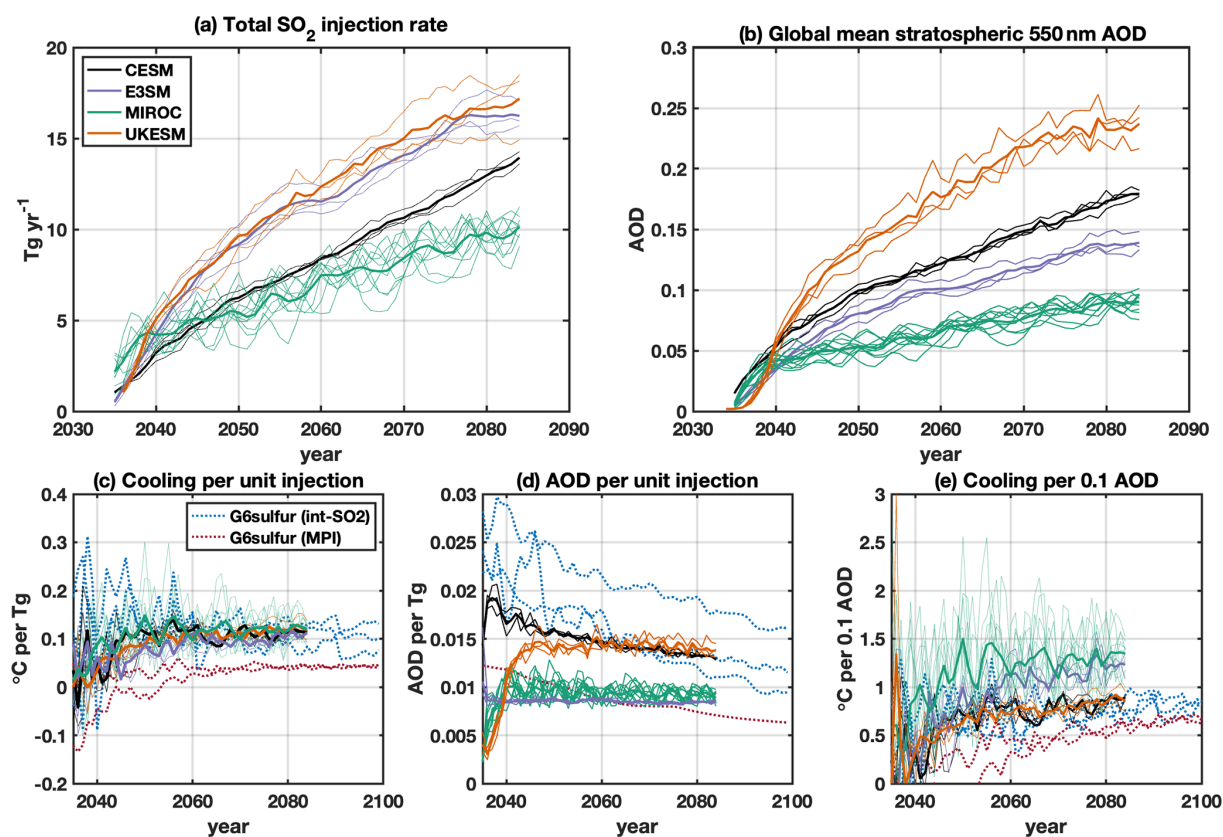 (a) Total SO2 injection rate
20
15
10
5
0
Tg yr-1
CESM
E3SM
MIROC
UKESM
2030 2040 2050 2060 2070 2080 2090
year
(b) Global mean stratospheric 550 nm AOD
0.3
0.25
0.2
0.15
0.1
0.05
0
AOD
2030 2040 2050 2060 2070 2080 2090
year
(c) Cooling per unit injection
0.4
0.3
0.2
0.1
0
-0.1
-0.2
°C per Tg
G6sulfur (int-SO2)
G6sulfur (MPI)
2040 2060 2080 2100
year
(d) AOD per unit injection
0.03
0.025
0.02
0.015
0.01
0.005
0
AOD per Tg
2040 2060 2080 2100
year
(e) Cooling per 0.1 AOD
3
2.5
2
1.5
1
0.5
0
°C per 0.1 AOD
2040 2060 2080 2100
year